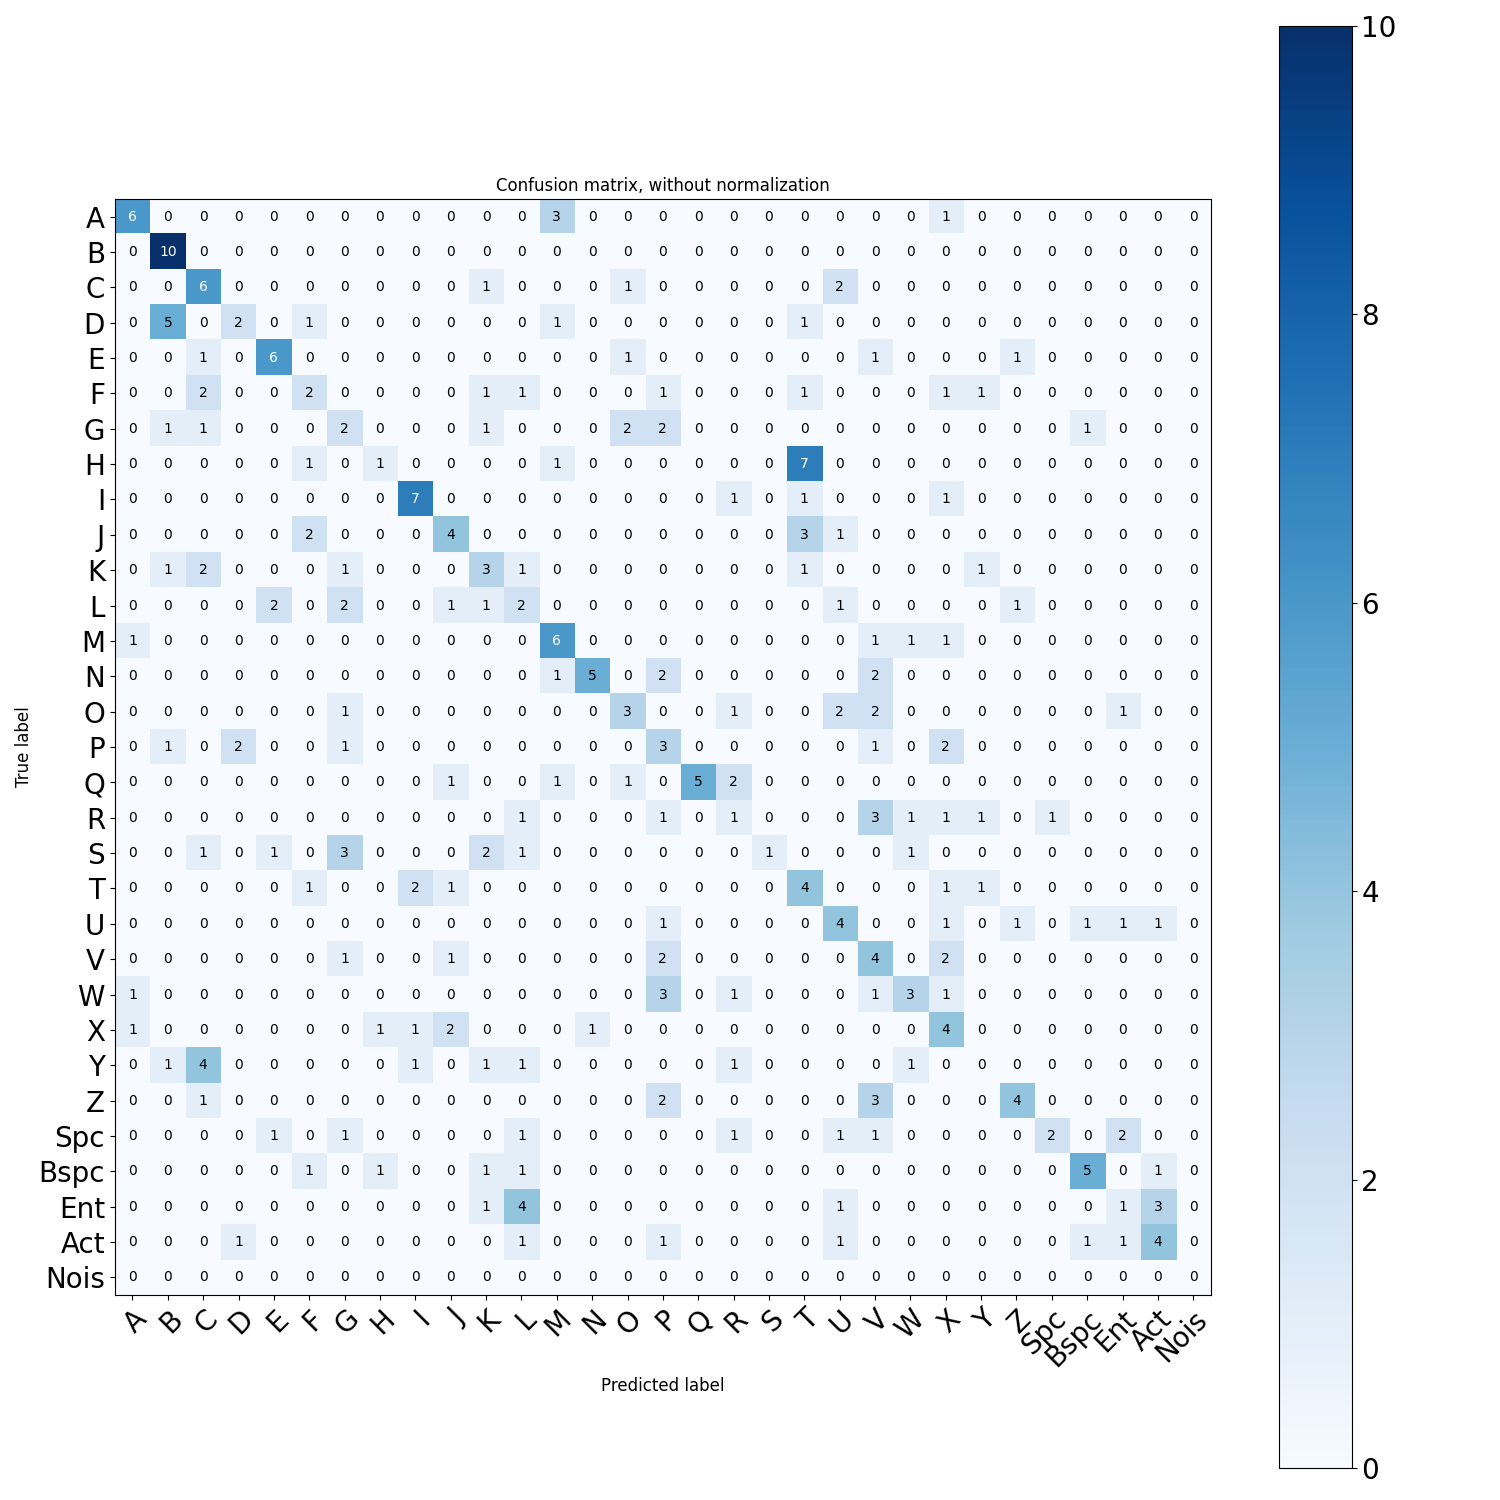 Confusion matrix, without normalization
A 6 0 0 0 0 0 0 0 0 0 0 0 3 0 0 0 0 0 0 0 0 0 0 1 0 0 0 0 0 0 0
B 0 10 0 0 0 0 0 0 0 0 0 0 0 0 0 0 0 0 0 0 0 0 0 0 0 0 0 0 0 0 0
C 0 0 6 0 0 0 0 0 0 0 1 0 0 0 1 0 0 0 0 0 2 0 0 0 0 0 0 0 0 0 0
D 0 5 0 2 0 1 0 0 0 0 0 0 1 0 0 0 0 0 0 1 0 0 0 0 0 0 0 0 0 0 0
E 0 0 1 0 6 0 0 0 0 0 0 0 0 0 1 0 0 0 0 0 0 1 0 0 0 1 0 0 0 0 0
F 0 0 2 0 0 2 0 0 0 0 1 1 0 0 0 1 0 0 0 1 0 0 0 1 1 0 0 0 0 0 0
G 0 1 1 0 0 0 2 0 0 0 1 0 0 0 2 2 0 0 0 0 0 0 0 0 0 0 0 1 0 0 0
H 0 0 0 0 0 1 0 1 0 0 0 0 1 0 0 0 0 0 0 7 0 0 0 0 0 0 0 0 0 0 0
I 0 0 0 0 0 0 0 0 7 0 0 0 0 0 0 0 0 1 0 1 0 0 0 1 0 0 0 0 0 0 0
J 0 0 0 0 0 2 0 0 0 4 0 0 0 0 0 0 0 0 0 3 1 0 0 0 0 0 0 0 0 0 0
K 0 1 2 0 0 0 1 0 0 0 3 1 0 0 0 0 0 0 0 1 0 0 0 0 1 0 0 0 0 0 0
L 0 0 0 0 2 0 2 0 0 1 1 2 0 0 0 0 0 0 0 0 1 0 0 0 0 1 0 0 0 0 0
M 1 0 0 0 0 0 0 0 0 0 0 0 6 0 0 0 0 0 0 0 0 1 1 1 0 0 0 0 0 0 0
N 0 0 0 0 0 0 0 0 0 0 0 0 1 5 0 2 0 0 0 0 0 2 0 0 0 0 0 0 0 0 0
O 0 0 0 0 0 0 1 0 0 0 0 0 0 0 3 0 0 1 0 0 2 2 0 0 0 0 0 0 1 0 0
P 0 1 0 2 0 0 1 0 0 0 0 0 0 0 0 3 0 0 0 0 0 1 0 2 0 0 0 0 0 0 0
Q 0 0 0 0 0 0 0 0 0 1 0 0 1 0 1 0 5 2 0 0 0 0 0 0 0 0 0 0 0 0 0
R 0 0 0 0 0 0 0 0 0 0 0 1 0 0 0 1 0 1 0 0 0 3 1 1 1 0 1 0 0 0 0
S 0 0 1 0 1 0 3 0 0 0 2 1 0 0 0 0 0 0 1 0 0 0 1 0 0 0 0 0 0 0 0
T 0 0 0 0 0 1 0 0 2 1 0 0 0 0 0 0 0 0 0 4 0 0 0 1 1 0 0 0 0 0 0
U 0 0 0 0 0 0 0 0 0 0 0 0 0 0 0 1 0 0 0 0 4 0 0 1 0 1 0 1 1 1 0
V 0 0 0 0 0 0 1 0 0 1 0 0 0 0 0 2 0 0 0 0 0 4 0 2 0 0 0 0 0 0 0
W 1 0 0 0 0 0 0 0 0 0 0 0 0 0 0 3 0 1 0 0 0 1 3 1 0 0 0 0 0 0 0
X 1 0 0 0 0 0 0 1 1 2 0 0 0 1 0 0 0 0 0 0 0 0 0 4 0 0 0 0 0 0 0
Y 0 1 4 0 0 0 0 0 1 0 1 1 0 0 0 0 0 1 0 0 0 0 1 0 0 0 0 0 0 0 0
Z 0 0 1 0 0 0 0 0 0 0 0 0 0 0 0 2 0 0 0 0 0 3 0 0 0 4 0 0 0 0 0
Spc 0 0 0 0 1 0 1 0 0 0 0 1 0 0 0 0 0 1 0 0 1 1 0 0 0 0 2 0 2 0 0
Bspc 0 0 0 0 0 1 0 1 0 0 1 1 0 0 0 0 0 0 0 0 0 0 0 0 0 0 0 5 0 1 0
Ent 0 0 0 0 0 0 0 0 0 0 1 4 0 0 0 0 0 0 0 0 1 0 0 0 0 0 0 0 1 3 0
Act 0 0 0 1 0 0 0 0 0 0 0 1 0 0 0 1 0 0 0 0 1 0 0 0 0 0 0 1 1 4 0
Nois 0 0 0 0 0 0 0 0 0 0 0 0 0 0 0 0 0 0 0 0 0 0 0 0 0 0 0 0 0 0 0
A B C D E F G H I J K L M N O P Q R S T U V W X Y Z Spc Bspc Ent Act Nois
Predicted label
True label
10
8
6
4
2
0